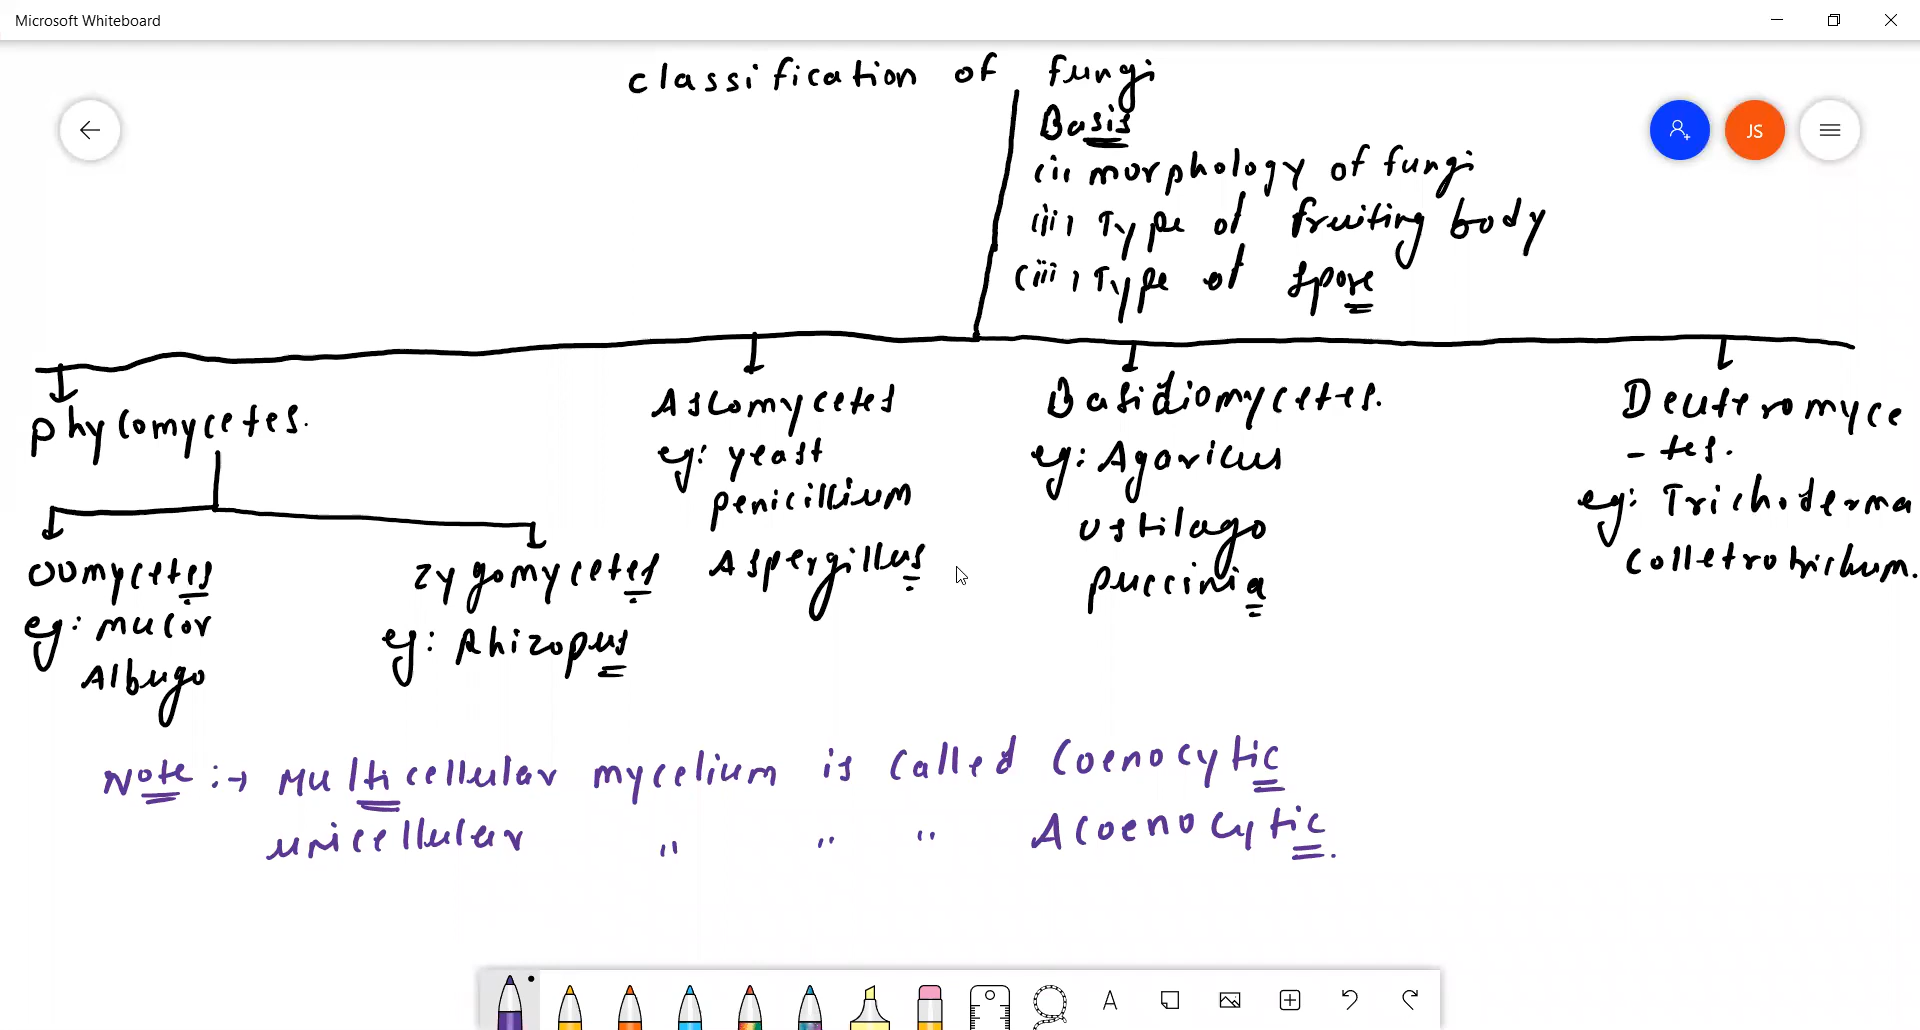 Microsoft Whiteboard
classification of fungi
Basis
JS
(i) morphology of fungi
(ii) Type of fruiting body
(iii) Type of spore
phycomycetes.
Ascomycetes
eg: yeast
penicillium
Aspergillus
Basidiomycetes.
eg: Agaricus
ustilago
puccinia
Deuteromyce
-tes.
eg: Trichoderma
colletrotrichum.
oomycetes
eg: mucor
Albugo
zygomycetes
eg: Rhizopus
Note :→ Multicellular mycelium is called Coenocytic
unicellular " " " Acoenocytic.
A